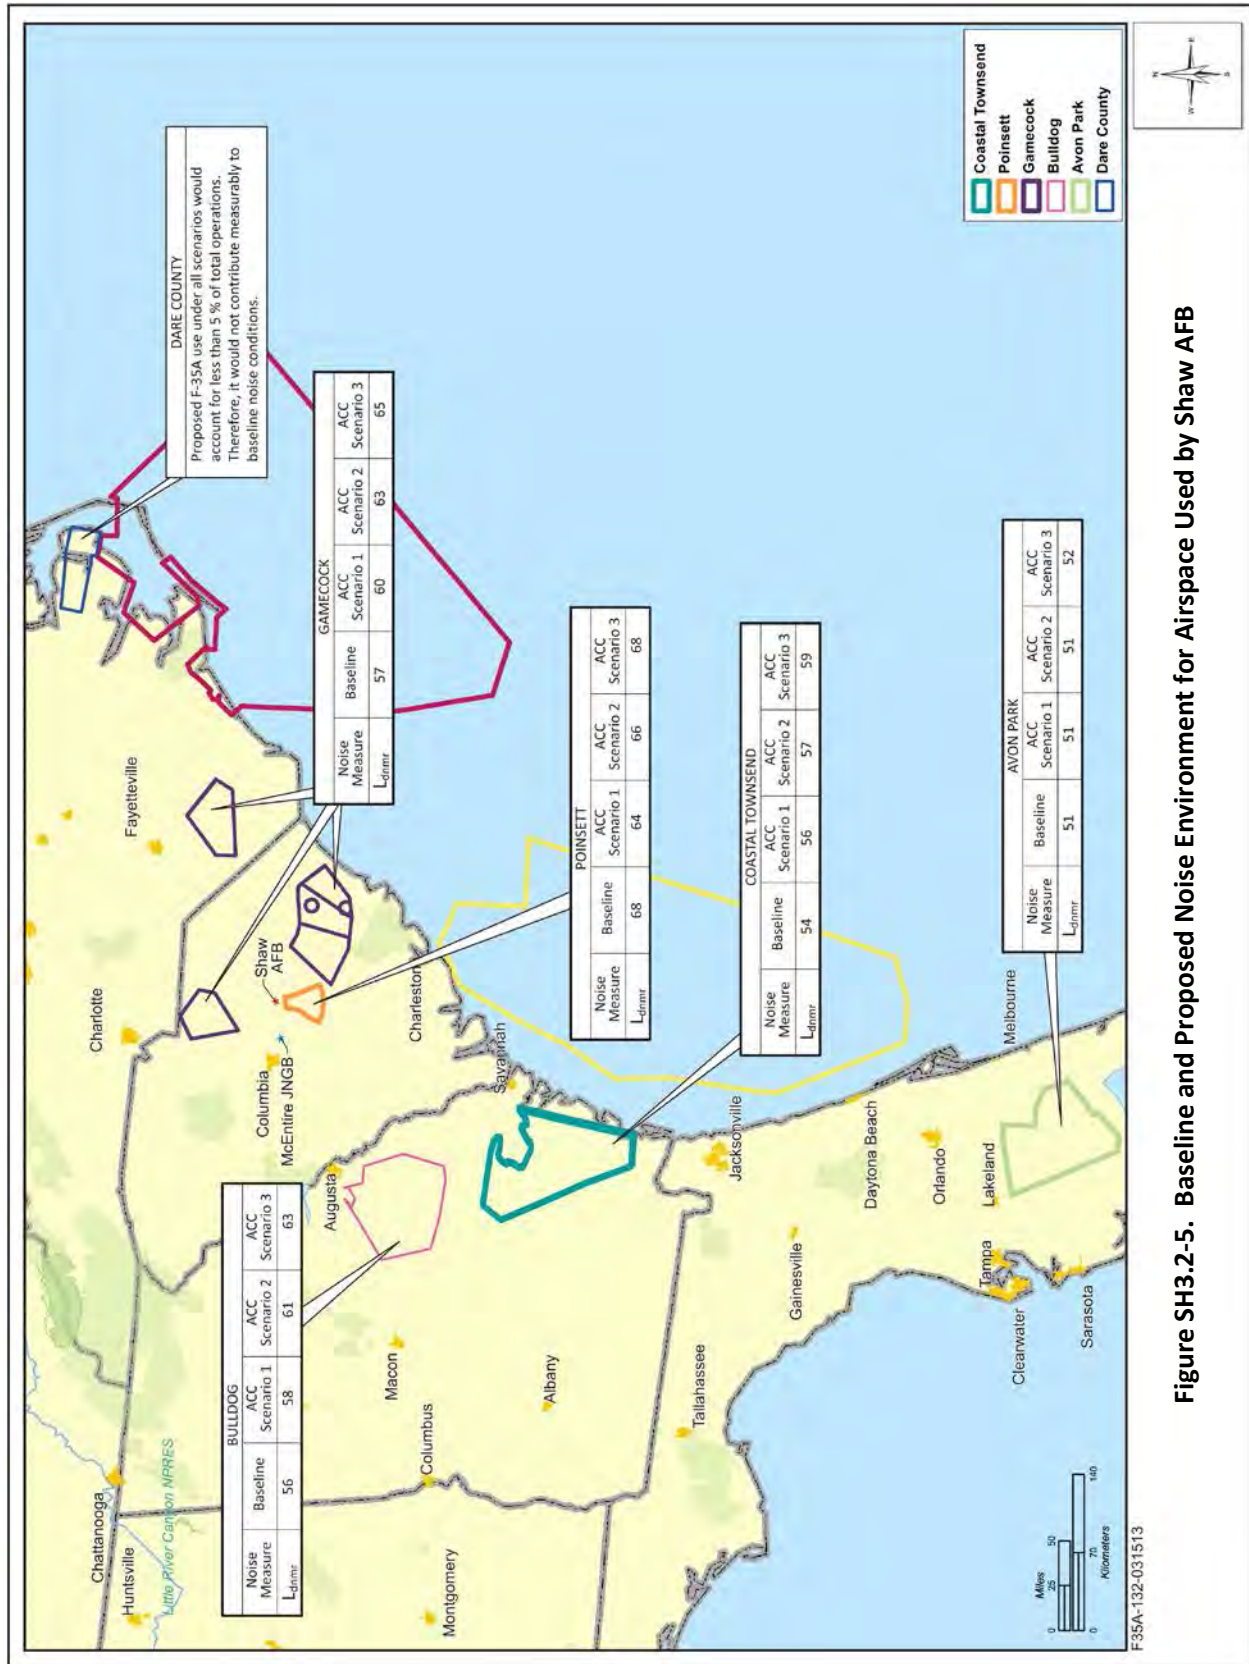 DARE COUNTY
Proposed F-35A use under all scenarios would
account for less than 5 % of total operations.
Therefore, it would not contribute measurably to
baseline noise conditions.
GAMECOCK
Noise Measure Baseline ACC Scenario 1 ACC Scenario 2 ACC Scenario 3
Ldnmr 57 60 63 65
POINSETT
Noise Measure Baseline ACC Scenario 1 ACC Scenario 2 ACC Scenario 3
Ldnmr 68 64 66 68
COASTAL TOWNSEND
Noise Measure Baseline ACC Scenario 1 ACC Scenario 2 ACC Scenario 3
Ldnmr 54 56 57 59
AVON PARK
Noise Measure Baseline ACC Scenario 1 ACC Scenario 2 ACC Scenario 3
Ldnmr 51 51 51 52
BULLDOG
Noise Measure Baseline ACC Scenario 1 ACC Scenario 2 ACC Scenario 3
Ldnmr 56 58 61 63
Chattanooga
Huntsville
Little River Canyon NPRES
Charlotte
Fayetteville
Shaw
AFB
Columbia
McEntire JNGB
Charleston
Augusta
Savannah
Macon
Columbus
Montgomery
Albany
Tallahassee
Jacksonville
Gainesville
Daytona Beach
Orlando
Lakeland
Tampa
Clearwater
Sarasota
Melbourne
Coastal Townsend
Poinsett
Gamecock
Bulldog
Avon Park
Dare County
N
E
S
W
Miles
0 25 50
0 70 140
Kilometers
F35A-132-031513
Figure SH3.2-5. Baseline and Proposed Noise Environment for Airspace Used by Shaw AFB